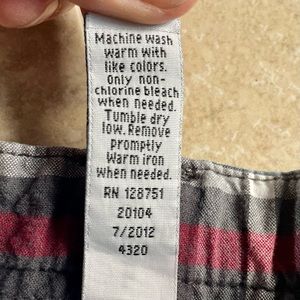 Machine wash
warm with
like colors.
Only non-
chlorine bleach
when needed.
Tumble dry
low. Remove
promptly
Warm iron
when needed.
RN 128751
20104
7/2012
4320